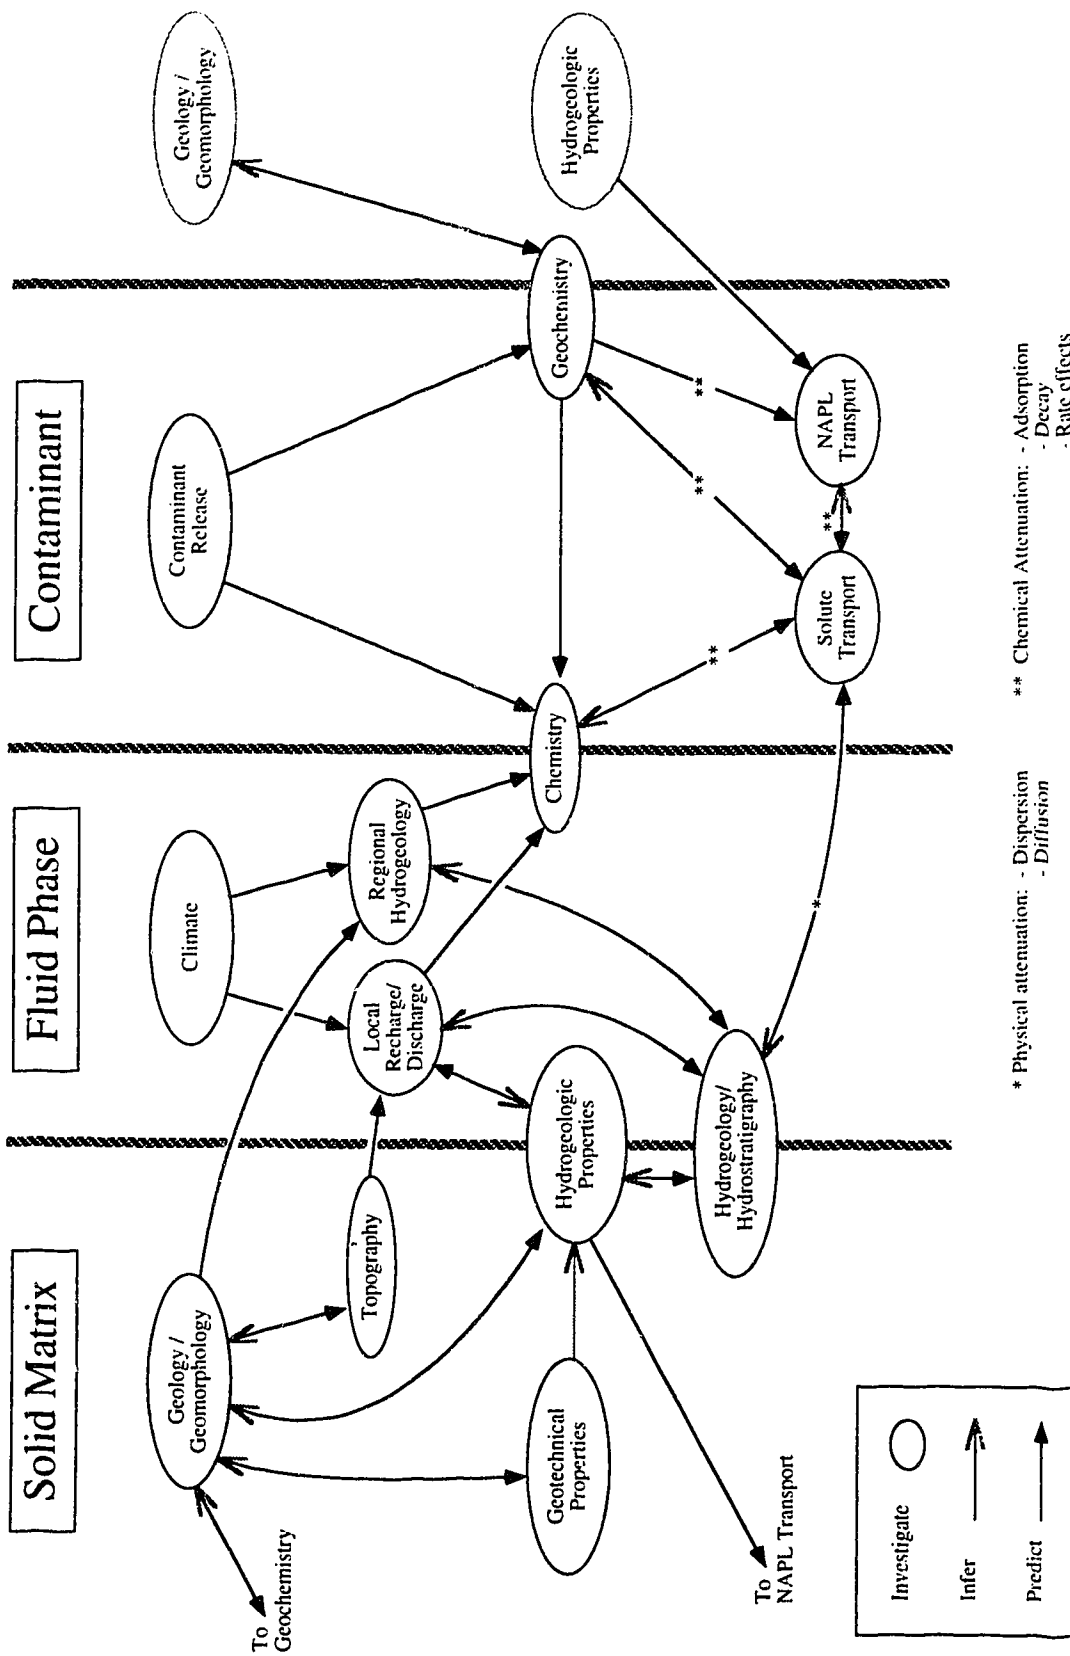 Solid Matrix
Fluid Phase
Contaminant
Geology /
Geomorphology
Climate
Contaminant
Release
Geology /
Geomorphology
To
Geochemistry
Topography
Local
Recharge/
Discharge
Regional
Hydrogeology
Geotechnical
Properties
Hydrogeologic
Properties
Chemistry
Geochemistry
Hydrogeologic
Properties
**
**
**
Hydrogeology/
Hydrostratigraphy
*
**
Solute
Transport
NAPL
Transport
To
NAPL Transport
Investigate
Infer
Predict
* Physical attenuation: - Dispersion
- Diffusion
** Chemical Attenuation: - Adsorption
- Decay
- Rate effects